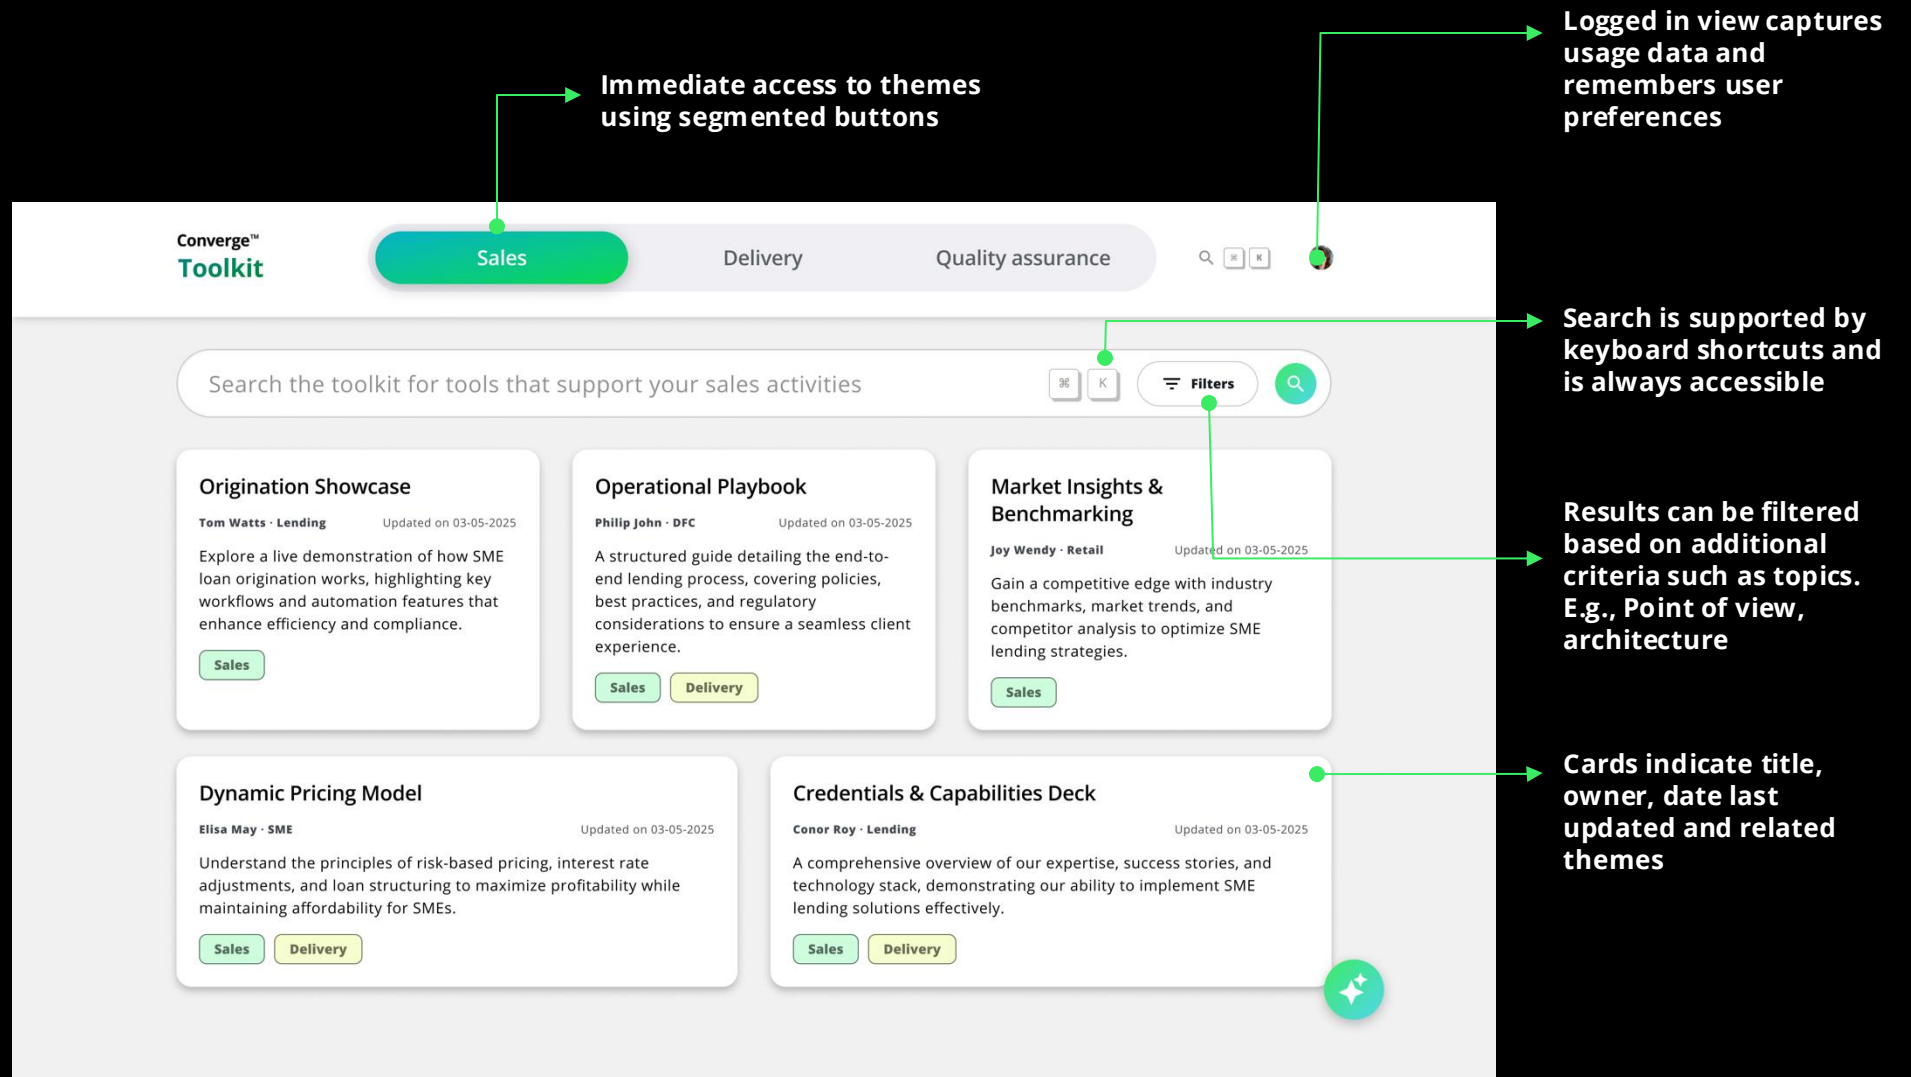 Logged in view captures
usage data and
remembers user
preferences
Immediate access to themes
using segmented buttons
Converge™
Toolkit
Sales
Delivery
Quality assurance
⌘ K
Search is supported by
keyboard shortcuts and
is always accessible
Search the toolkit for tools that support your sales activities
⌘ K
Filters
Origination Showcase
Tom Watts · Lending
Updated on 03-05-2025
Explore a live demonstration of how SME
loan origination works, highlighting key
workflows and automation features that
enhance efficiency and compliance.
Sales
Operational Playbook
Philip John · DFC
Updated on 03-05-2025
A structured guide detailing the end-to-
end lending process, covering policies,
best practices, and regulatory
considerations to ensure a seamless client
experience.
Sales
Delivery
Market Insights &
Benchmarking
Joy Wendy · Retail
Updated on 03-05-2025
Gain a competitive edge with industry
benchmarks, market trends, and
competitor analysis to optimize SME
lending strategies.
Sales
Results can be filtered
based on additional
criteria such as topics.
E.g., Point of view,
architecture
Dynamic Pricing Model
Elisa May · SME
Updated on 03-05-2025
Understand the principles of risk-based pricing, interest rate
adjustments, and loan structuring to maximize profitability while
maintaining affordability for SMEs.
Sales
Delivery
Credentials & Capabilities Deck
Conor Roy · Lending
Updated on 03-05-2025
A comprehensive overview of our expertise, success stories, and
technology stack, demonstrating our ability to implement SME
lending solutions effectively.
Sales
Delivery
Cards indicate title,
owner, date last
updated and related
themes